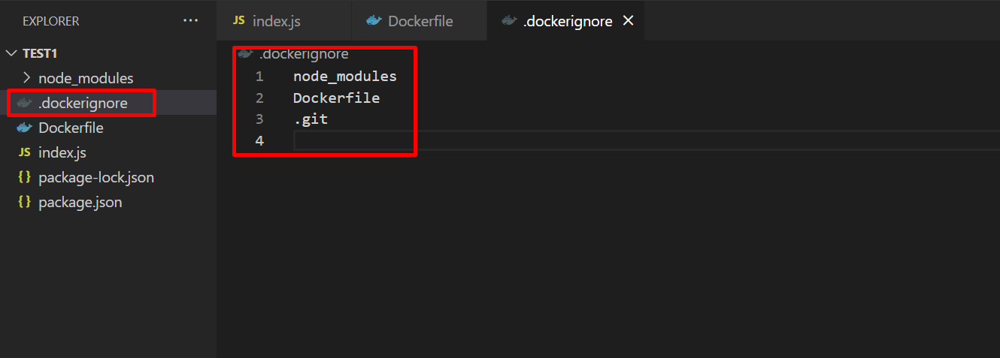 EXPLORER ...
TEST1
node_modules
.dockerignore
Dockerfile
JS index.js
{} package-lock.json
{} package.json
JS index.js Dockerfile .dockerignore
.dockerignore
1 node_modules
2 Dockerfile
3 .git
4